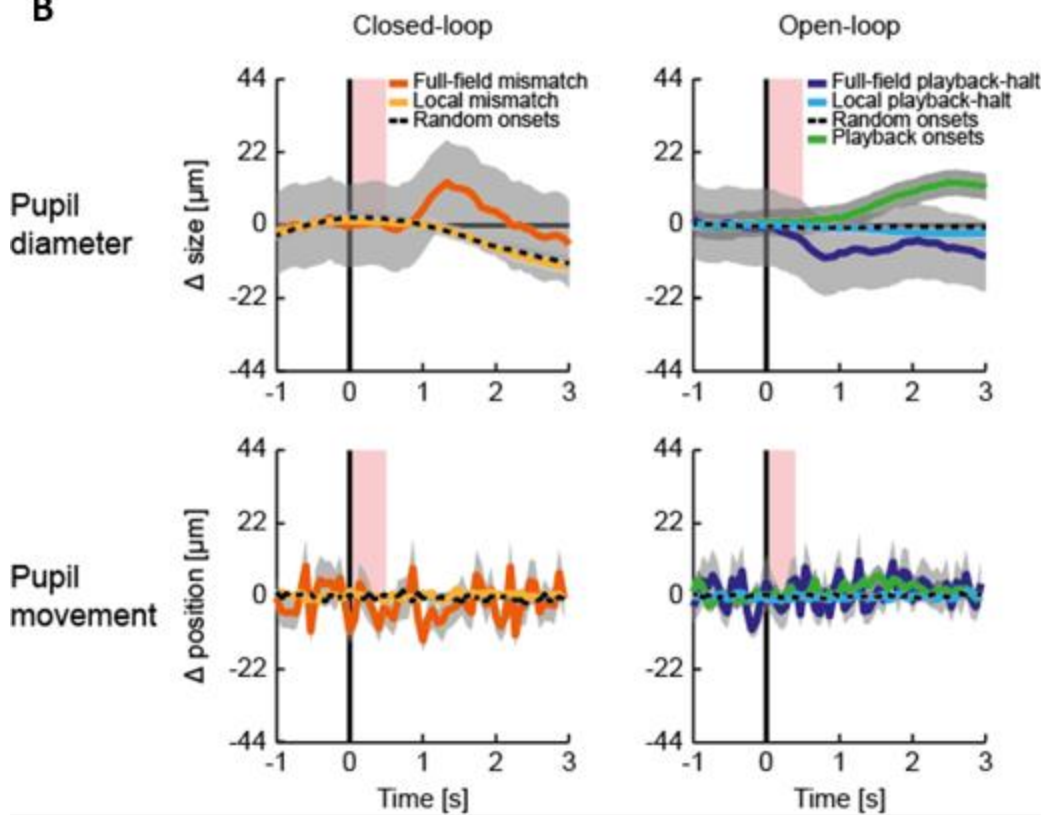 B
Closed-loop
Open-loop
Pupil
diameter
Δ size [µm]
44
22
0
-22
-44
-1 0 1 2 3
Full-field mismatch
Local mismatch
Random onsets
44
22
0
-22
-44
-1 0 1 2 3
Full-field playback-halt
Local playback-halt
Random onsets
Playback onsets
Pupil
movement
Δ position [µm]
44
22
0
-22
-44
-1 0 1 2 3
Time [s]
44
22
0
-22
-44
-1 0 1 2 3
Time [s]